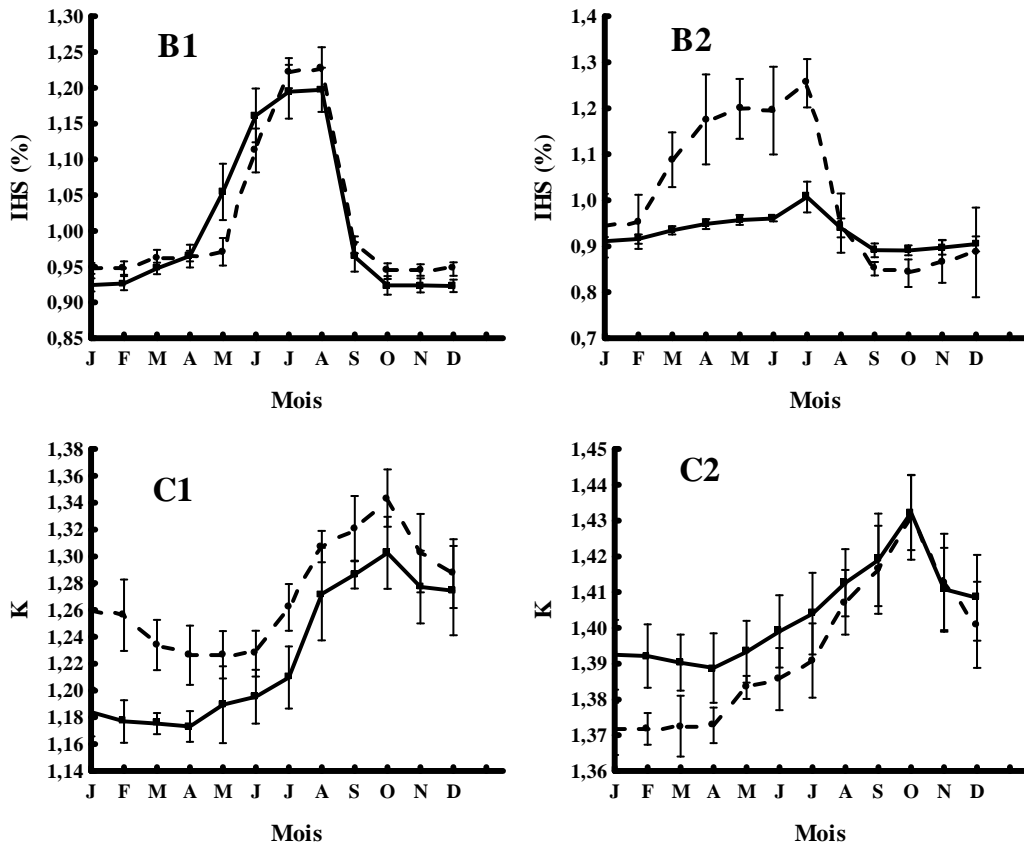 B1
IHS (%)
1,30
1,25
1,20
1,15
1,10
1,05
1,00
0,95
0,90
0,85
J F M A M J J A S O N D
Mois
B2
IHS (%)
1,4
1,3
1,2
1,1
1,0
0,9
0,8
0,7
J F M A M J J A S O N D
Mois
C1
K
1,38
1,36
1,34
1,32
1,30
1,28
1,26
1,24
1,22
1,20
1,18
1,16
1,14
J F M A M J J A S O N D
Mois
C2
K
1,45
1,44
1,43
1,42
1,41
1,40
1,39
1,38
1,37
1,36
J F M A M J J A S O N D
Mois